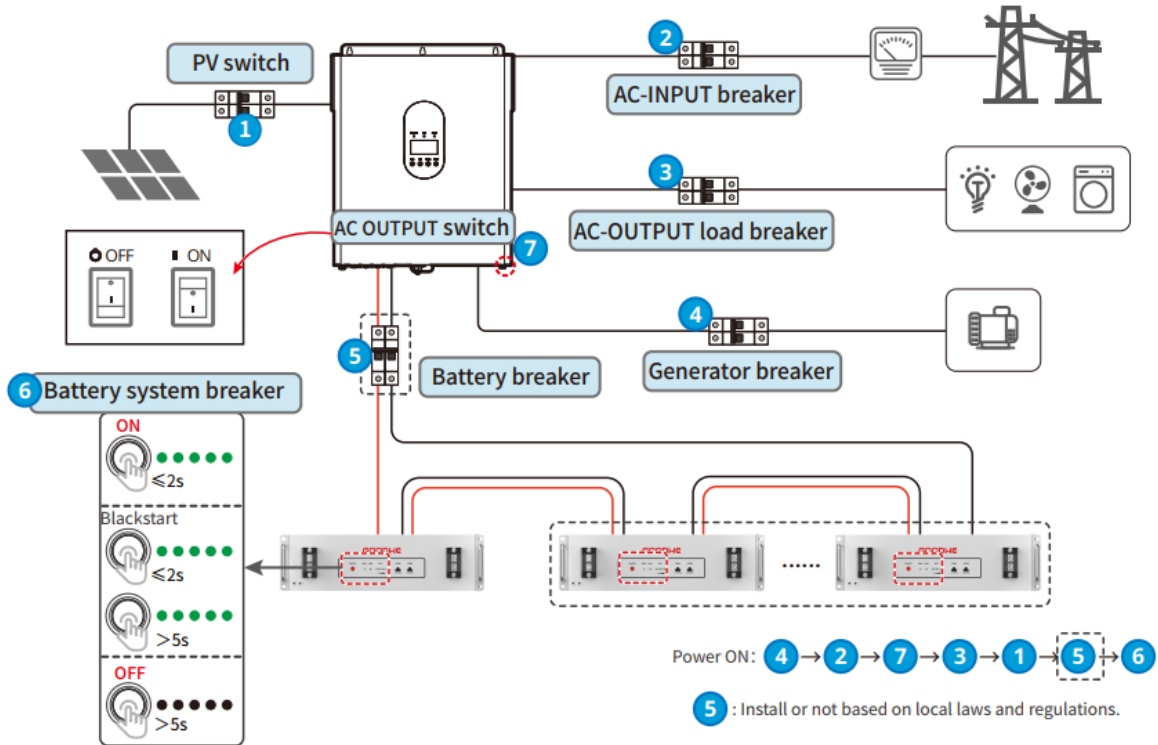 2
PV switch
AC-INPUT breaker
1
3
AC OUTPUT switch
AC-OUTPUT load breaker
7
OFF
ON
4
5
Battery breaker
Generator breaker
6 Battery system breaker
ON
≤2s
Blackstart
≤2s
>5s
OFF
>5s
......
Power ON: 4→2→7→3→1→5→6
5 : Install or not based on local laws and regulations.